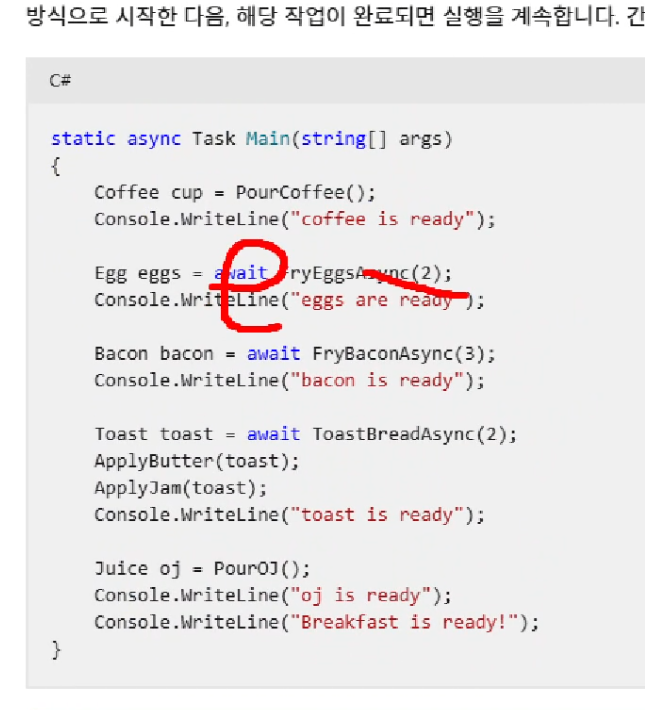 방식으로 시작한 다음, 해당 작업이 완료되면 실행을 계속합니다. 간
C#
static async Task Main(string[] args)
{
    Coffee cup = PourCoffee();
    Console.WriteLine("coffee is ready");
    Egg eggs = await FryEggsAsync(2);
    Console.WriteLine("eggs are ready");
    Bacon bacon = await FryBaconAsync(3);
    Console.WriteLine("bacon is ready");
    Toast toast = await ToastBreadAsync(2);
    ApplyButter(toast);
    ApplyJam(toast);
    Console.WriteLine("toast is ready");
    Juice oj = PourOJ();
    Console.WriteLine("oj is ready");
    Console.WriteLine("Breakfast is ready!");
}